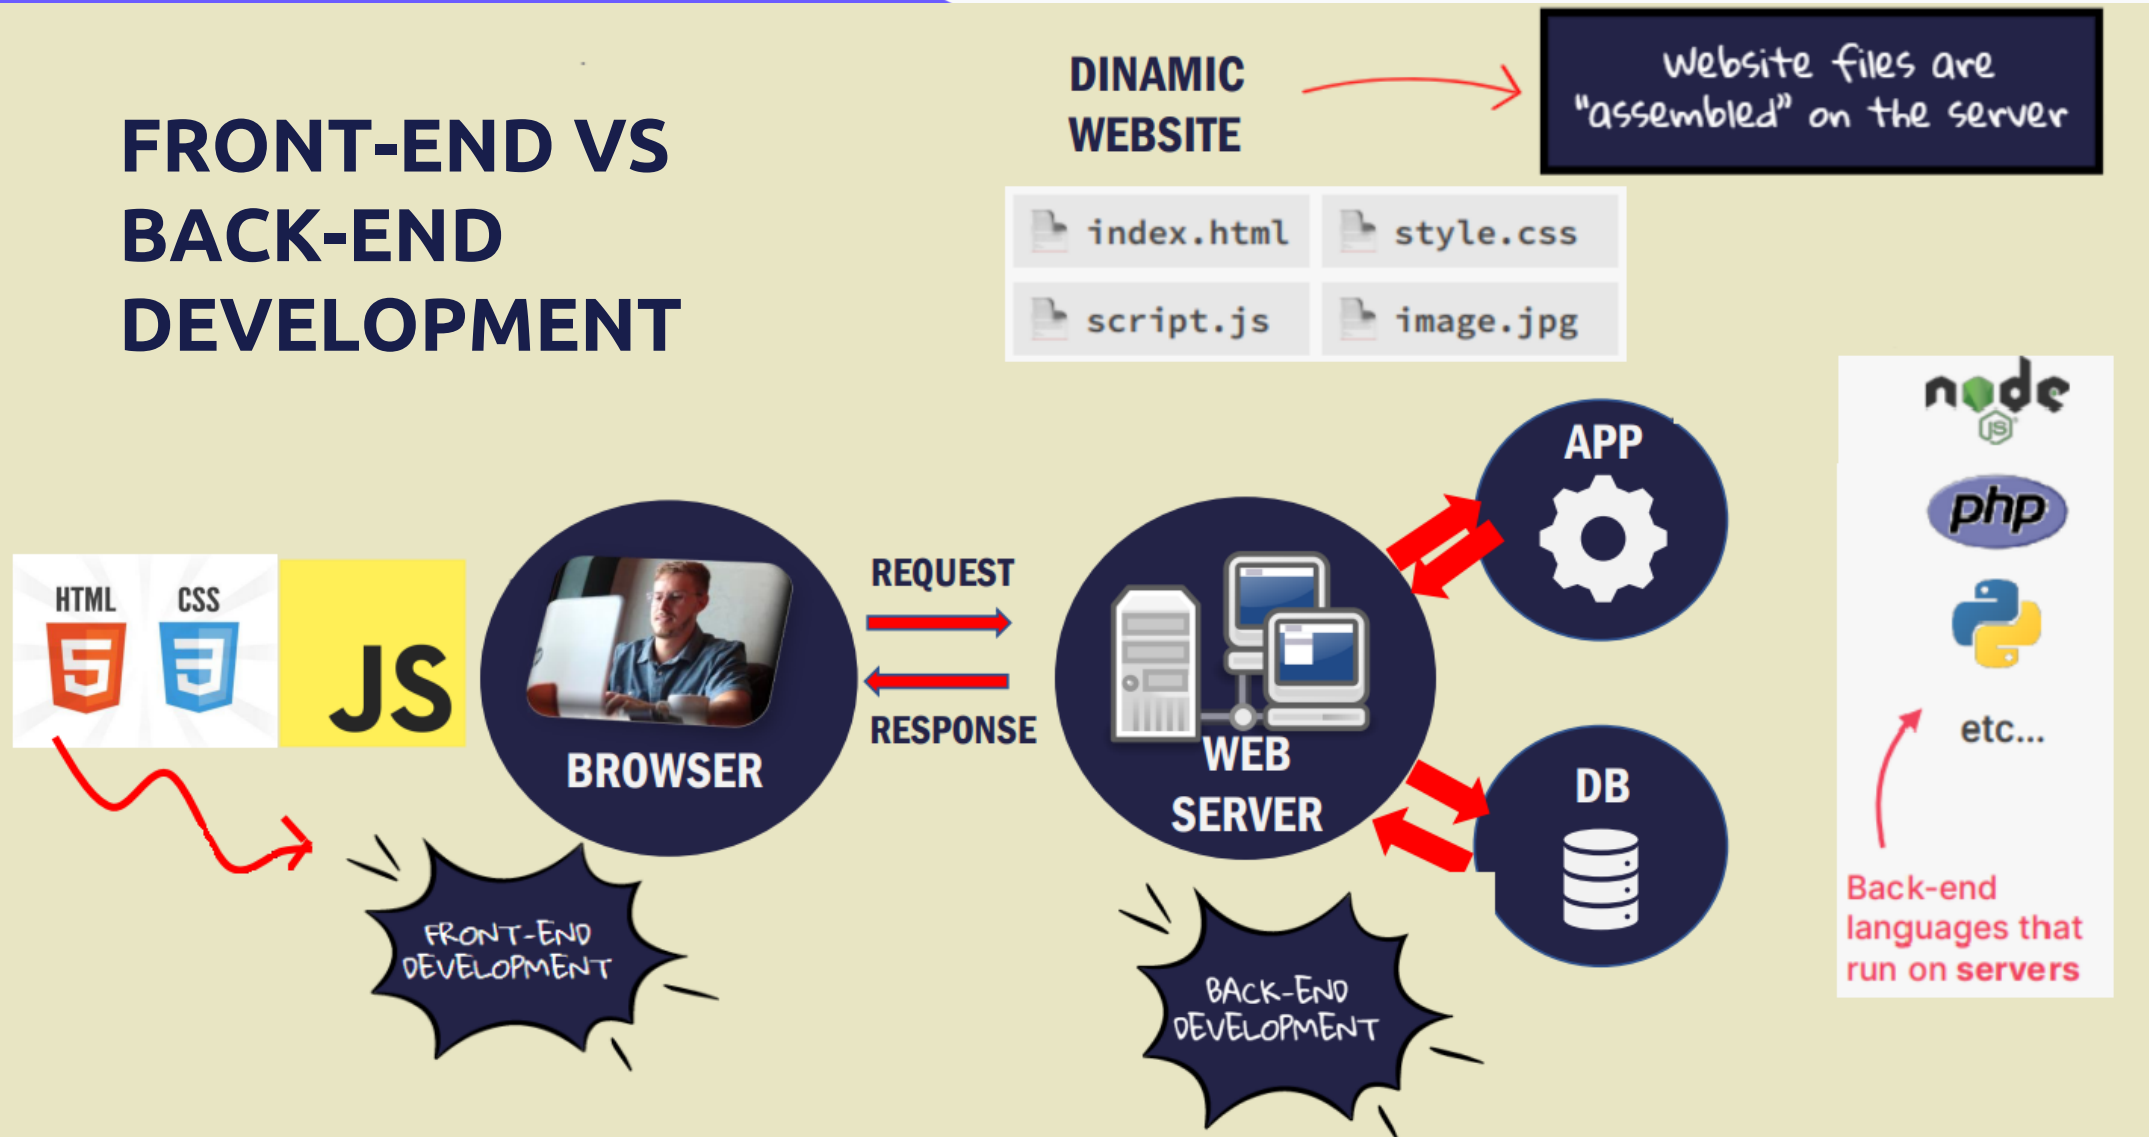 FRONT-END VS
BACK-END
DEVELOPMENT
DINAMIC
WEBSITE
Website files are
"assembled" on the server
index.html
style.css
script.js
image.jpg
HTML
CSS
5
3
JS
BROWSER
REQUEST
RESPONSE
WEB
SERVER
APP
DB
FRONT-END
DEVELOPMENT
BACK-END
DEVELOPMENT
node
JS
php
etc...
Back-end
languages that
run on servers